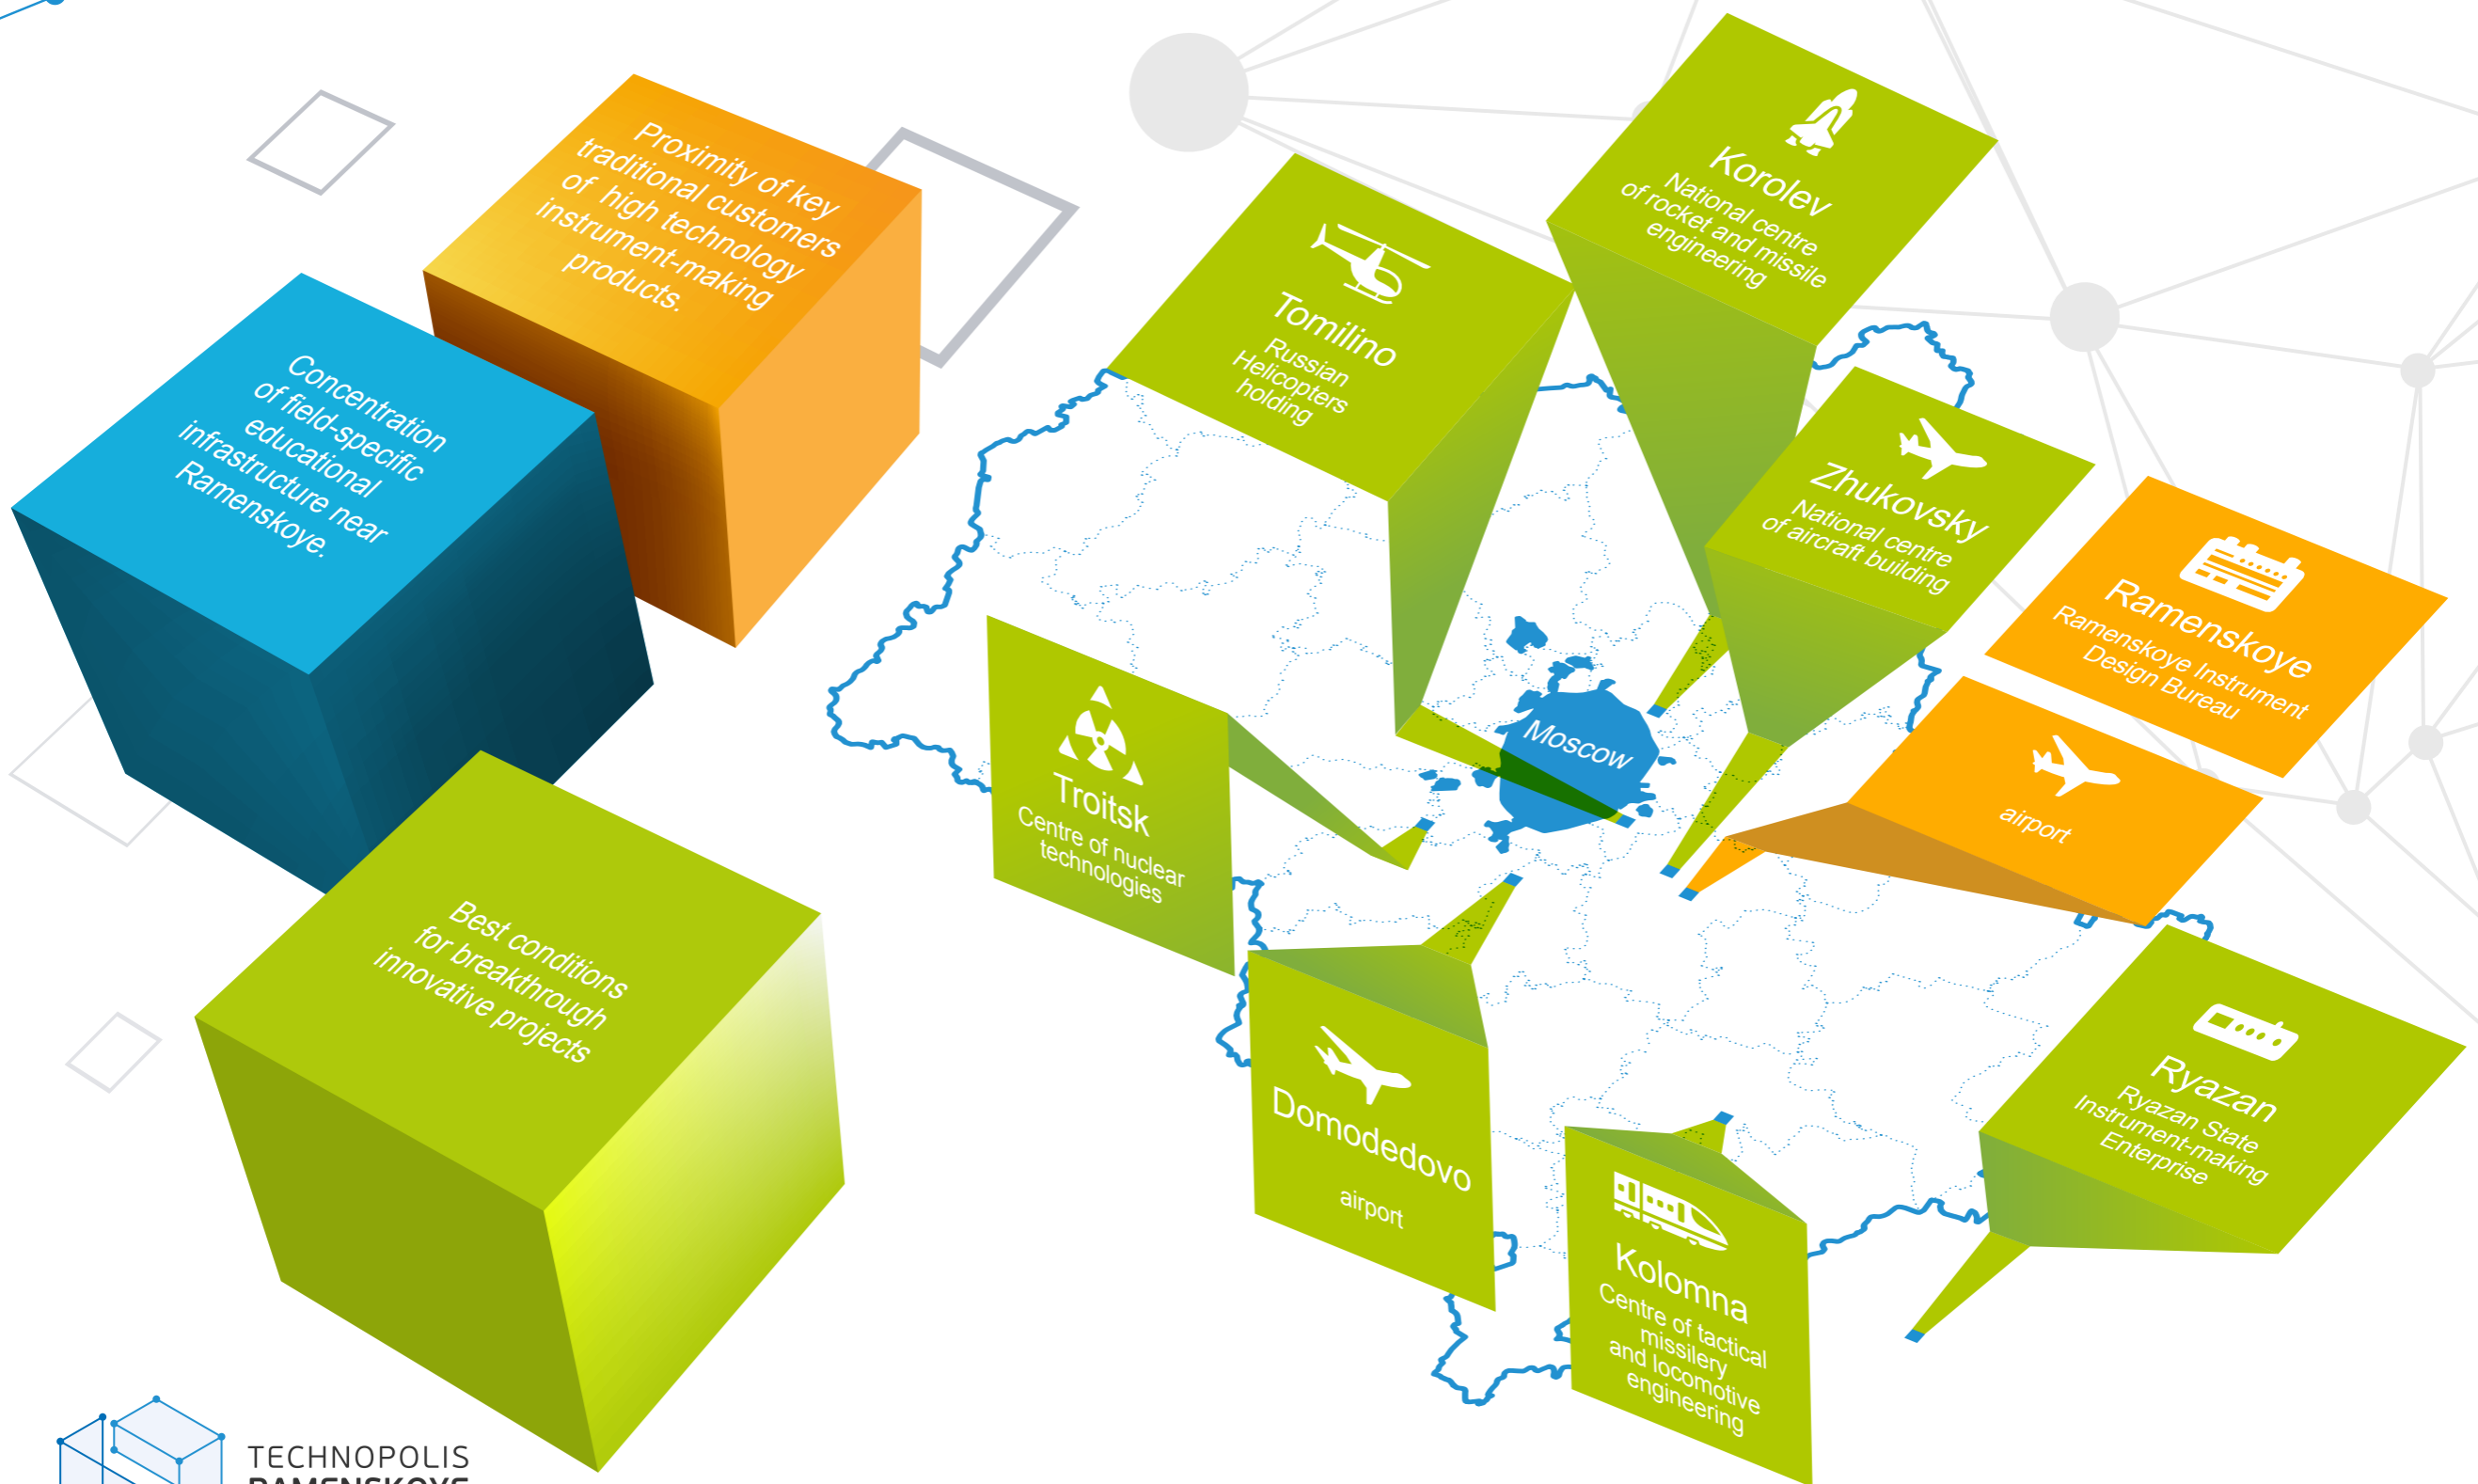 Proximity of key
traditional customers
of high technology
instrument-making
products.
Concentration
of field-specific
educational
infrastructure near
Ramenskoye.
Best conditions
for breakthrough
innovative projects
Korolev
National centre
of rocket and missile
engineering
Tomilino
Russian
Helicopters
holding
Zhukovsky
National centre
of aircraft building
Ramenskoye
Ramenskoye Instrument
Design Bureau
airport
Moscow
Troitsk
Centre of nuclear
technologies
Domodedovo
airport
Kolomna
Centre of tactical
missilery
and locomotive
engineering
Ryazan
Ryazan State
Instrument-making
Enterprise
TECHNOPOLIS
RAMENSKOYE